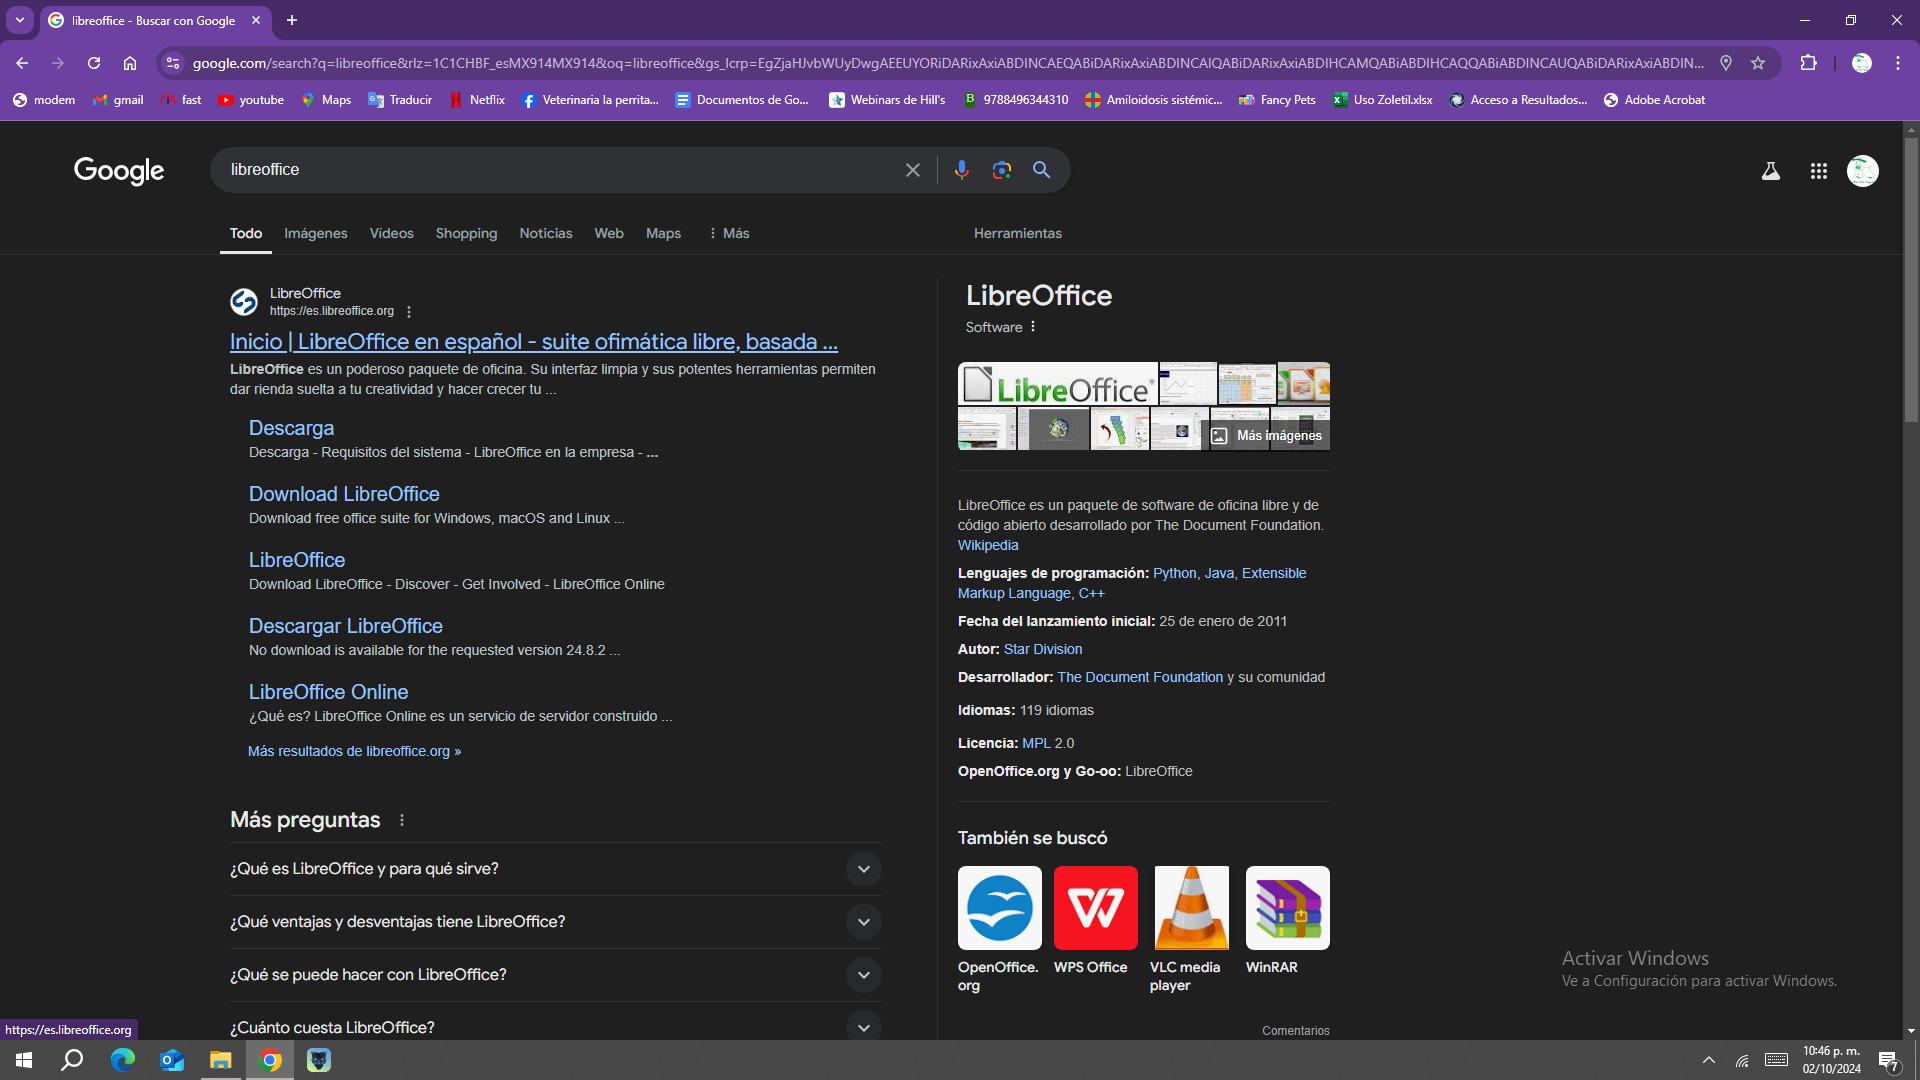 libreoffice - Buscar con Google
google.com/search?q=libreoffice&rlz=1C1CHBF_esMX914MX914&oq=libreoffice&gs_lcrp=EgZjaHJvbWUyDwgAEEUYORiDARixAxiABDINCAEQABiDARixAxiABDINCAIQABiDARixAxiABDIHCAMQABiABDIHCAQQABiABDINCAUQABiDARixAxiABDIN...
modem gmail fast youtube Maps Traducir Netflix Veterinaria la perrita... Documentos de Go... Webinars de Hill's 9788496344310 Amiloidosis sistémic... Fancy Pets Uso Zoletil.xlsx Acceso a Resultados... Adobe Acrobat
Google
libreoffice
Todo Imágenes Vídeos Shopping Noticias Web Maps Más Herramientas
LibreOffice
https://es.libreoffice.org
Inicio | LibreOffice en español - suite ofimática libre, basada ...
LibreOffice es un poderoso paquete de oficina. Su interfaz limpia y sus potentes herramientas permiten
dar rienda suelta a tu creatividad y hacer crecer tu ...
Descarga
Descarga - Requisitos del sistema - LibreOffice en la empresa - ...
Download LibreOffice
Download free office suite for Windows, macOS and Linux ...
LibreOffice
Download LibreOffice - Discover - Get Involved - LibreOffice Online
Descargar LibreOffice
No download is available for the requested version 24.8.2 ...
LibreOffice Online
¿Qué es? LibreOffice Online es un servicio de servidor construido ...
Más resultados de libreoffice.org »
Más preguntas
¿Qué es LibreOffice y para qué sirve?
¿Qué ventajas y desventajas tiene LibreOffice?
¿Qué se puede hacer con LibreOffice?
¿Cuánto cuesta LibreOffice?
LibreOffice
Software
LibreOffice
Más imágenes
LibreOffice es un paquete de software de oficina libre y de
código abierto desarrollado por The Document Foundation.
Wikipedia
Lenguajes de programación: Python, Java, Extensible
Markup Language, C++
Fecha del lanzamiento inicial: 25 de enero de 2011
Autor: Star Division
Desarrollador: The Document Foundation y su comunidad
Idiomas: 119 idiomas
Licencia: MPL 2.0
OpenOffice.org y Go-oo: LibreOffice
También se buscó
OpenOffice.
org
WPS Office
VLC media
player
WinRAR
Comentarios
Activar Windows
Ve a Configuración para activar Windows.
https://es.libreoffice.org
10:46 p. m.
02/10/2024
7